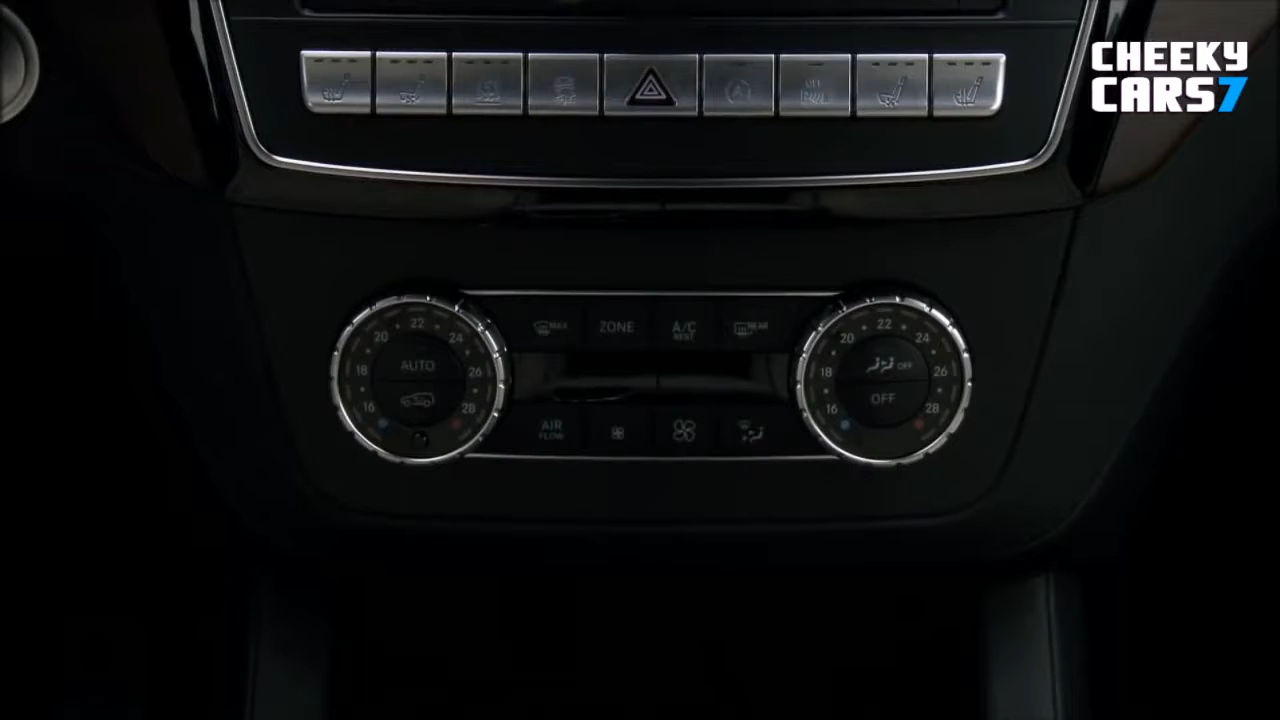 CHEEKY
CARS7
OFF
MAX
ZONE
A/C
REST
REAR
16 18 20 22 24 26 28
AUTO
16 18 20 22 24 26 28
OFF
OFF
AIR
FLOW